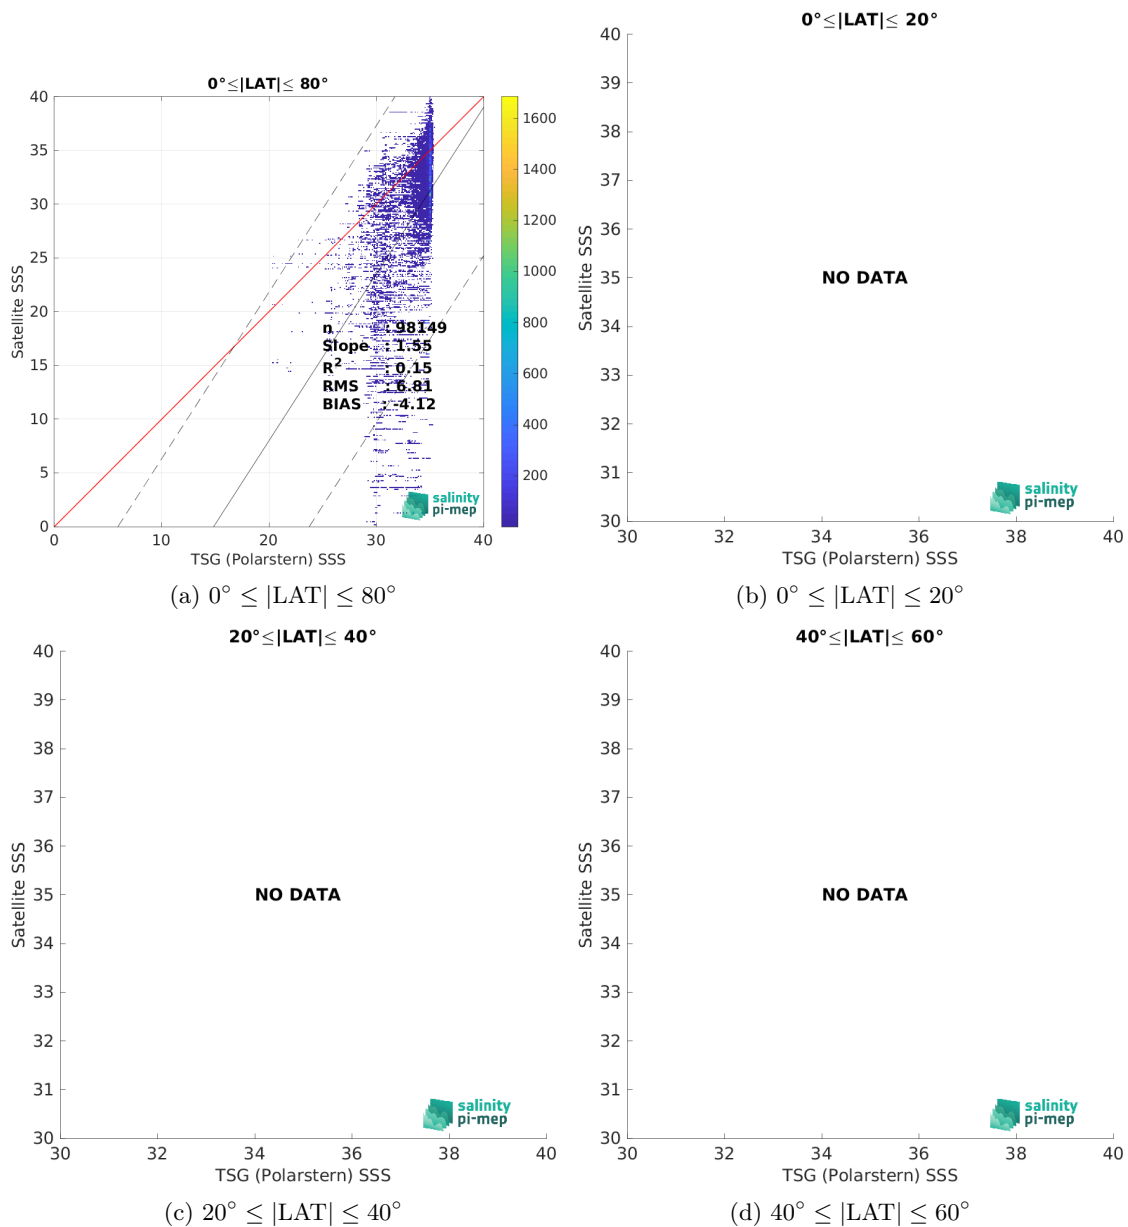 0°≤|LAT|≤ 80°
40
35
30
25
20
15
10
5
0
Satellite SSS
0
10
20
30
40
TSG (Polarstern) SSS
n : 98149
Slope : 1.55
R² : 0.15
RMS : 6.81
BIAS : -4.12
salinity
pi-mep
1600
1400
1200
1000
800
600
400
200
(a) 0° ≤ |LAT| ≤ 80°
0°≤|LAT|≤ 20°
40
39
38
37
36
35
34
33
32
31
30
Satellite SSS
NO DATA
salinity
pi-mep
30
32
34
36
38
40
TSG (Polarstern) SSS
(b) 0° ≤ |LAT| ≤ 20°
20°≤|LAT|≤ 40°
40
39
38
37
36
35
34
33
32
31
30
Satellite SSS
NO DATA
salinity
pi-mep
30
32
34
36
38
40
TSG (Polarstern) SSS
(c) 20° ≤ |LAT| ≤ 40°
40°≤|LAT|≤ 60°
40
39
38
37
36
35
34
33
32
31
30
Satellite SSS
NO DATA
salinity
pi-mep
30
32
34
36
38
40
TSG (Polarstern) SSS
(d) 40° ≤ |LAT| ≤ 60°